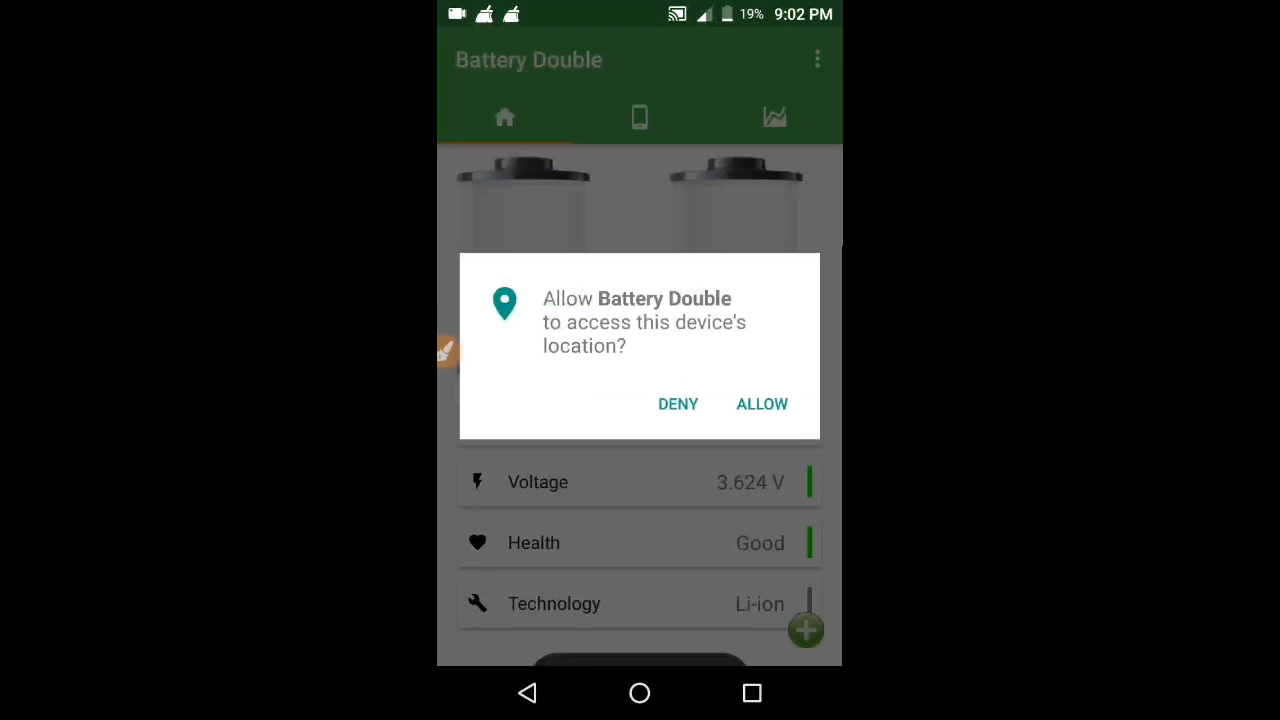 19% 9:02 PM
Battery Double
Allow Battery Double
to access this device's
location?
DENY ALLOW
Voltage 3.624 V
Health Good
Technology Li-ion